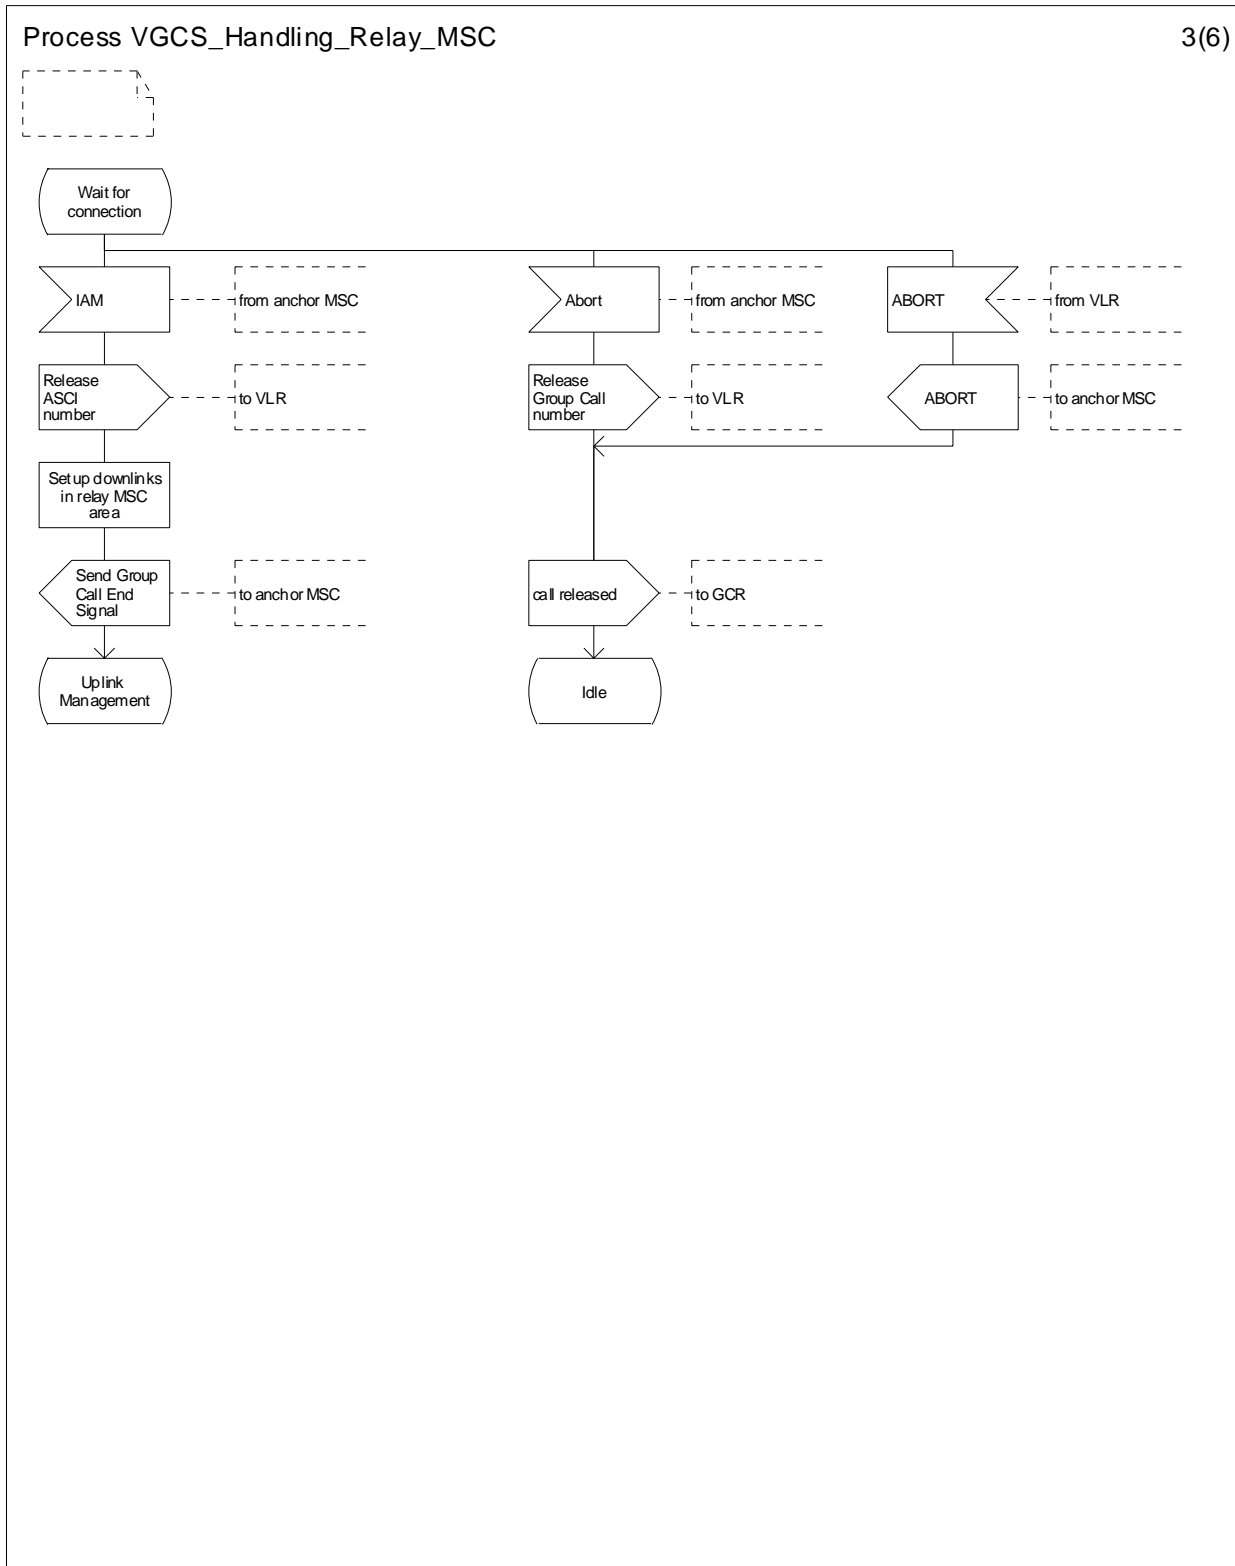 Process VGCS_Handling_Relay_MSC
3(6)
Wait for
connection
IAM
from anchor MSC
Abort
from anchor MSC
ABORT
from VLR
Release
ASCI
number
to VLR
Release
Group Call
number
to VLR
ABORT
to anchor MSC
Set up downlinks
in relay MSC
area
Send Group
Call End
Signal
to anchor MSC
call released
to GCR
Uplink
Management
Idle